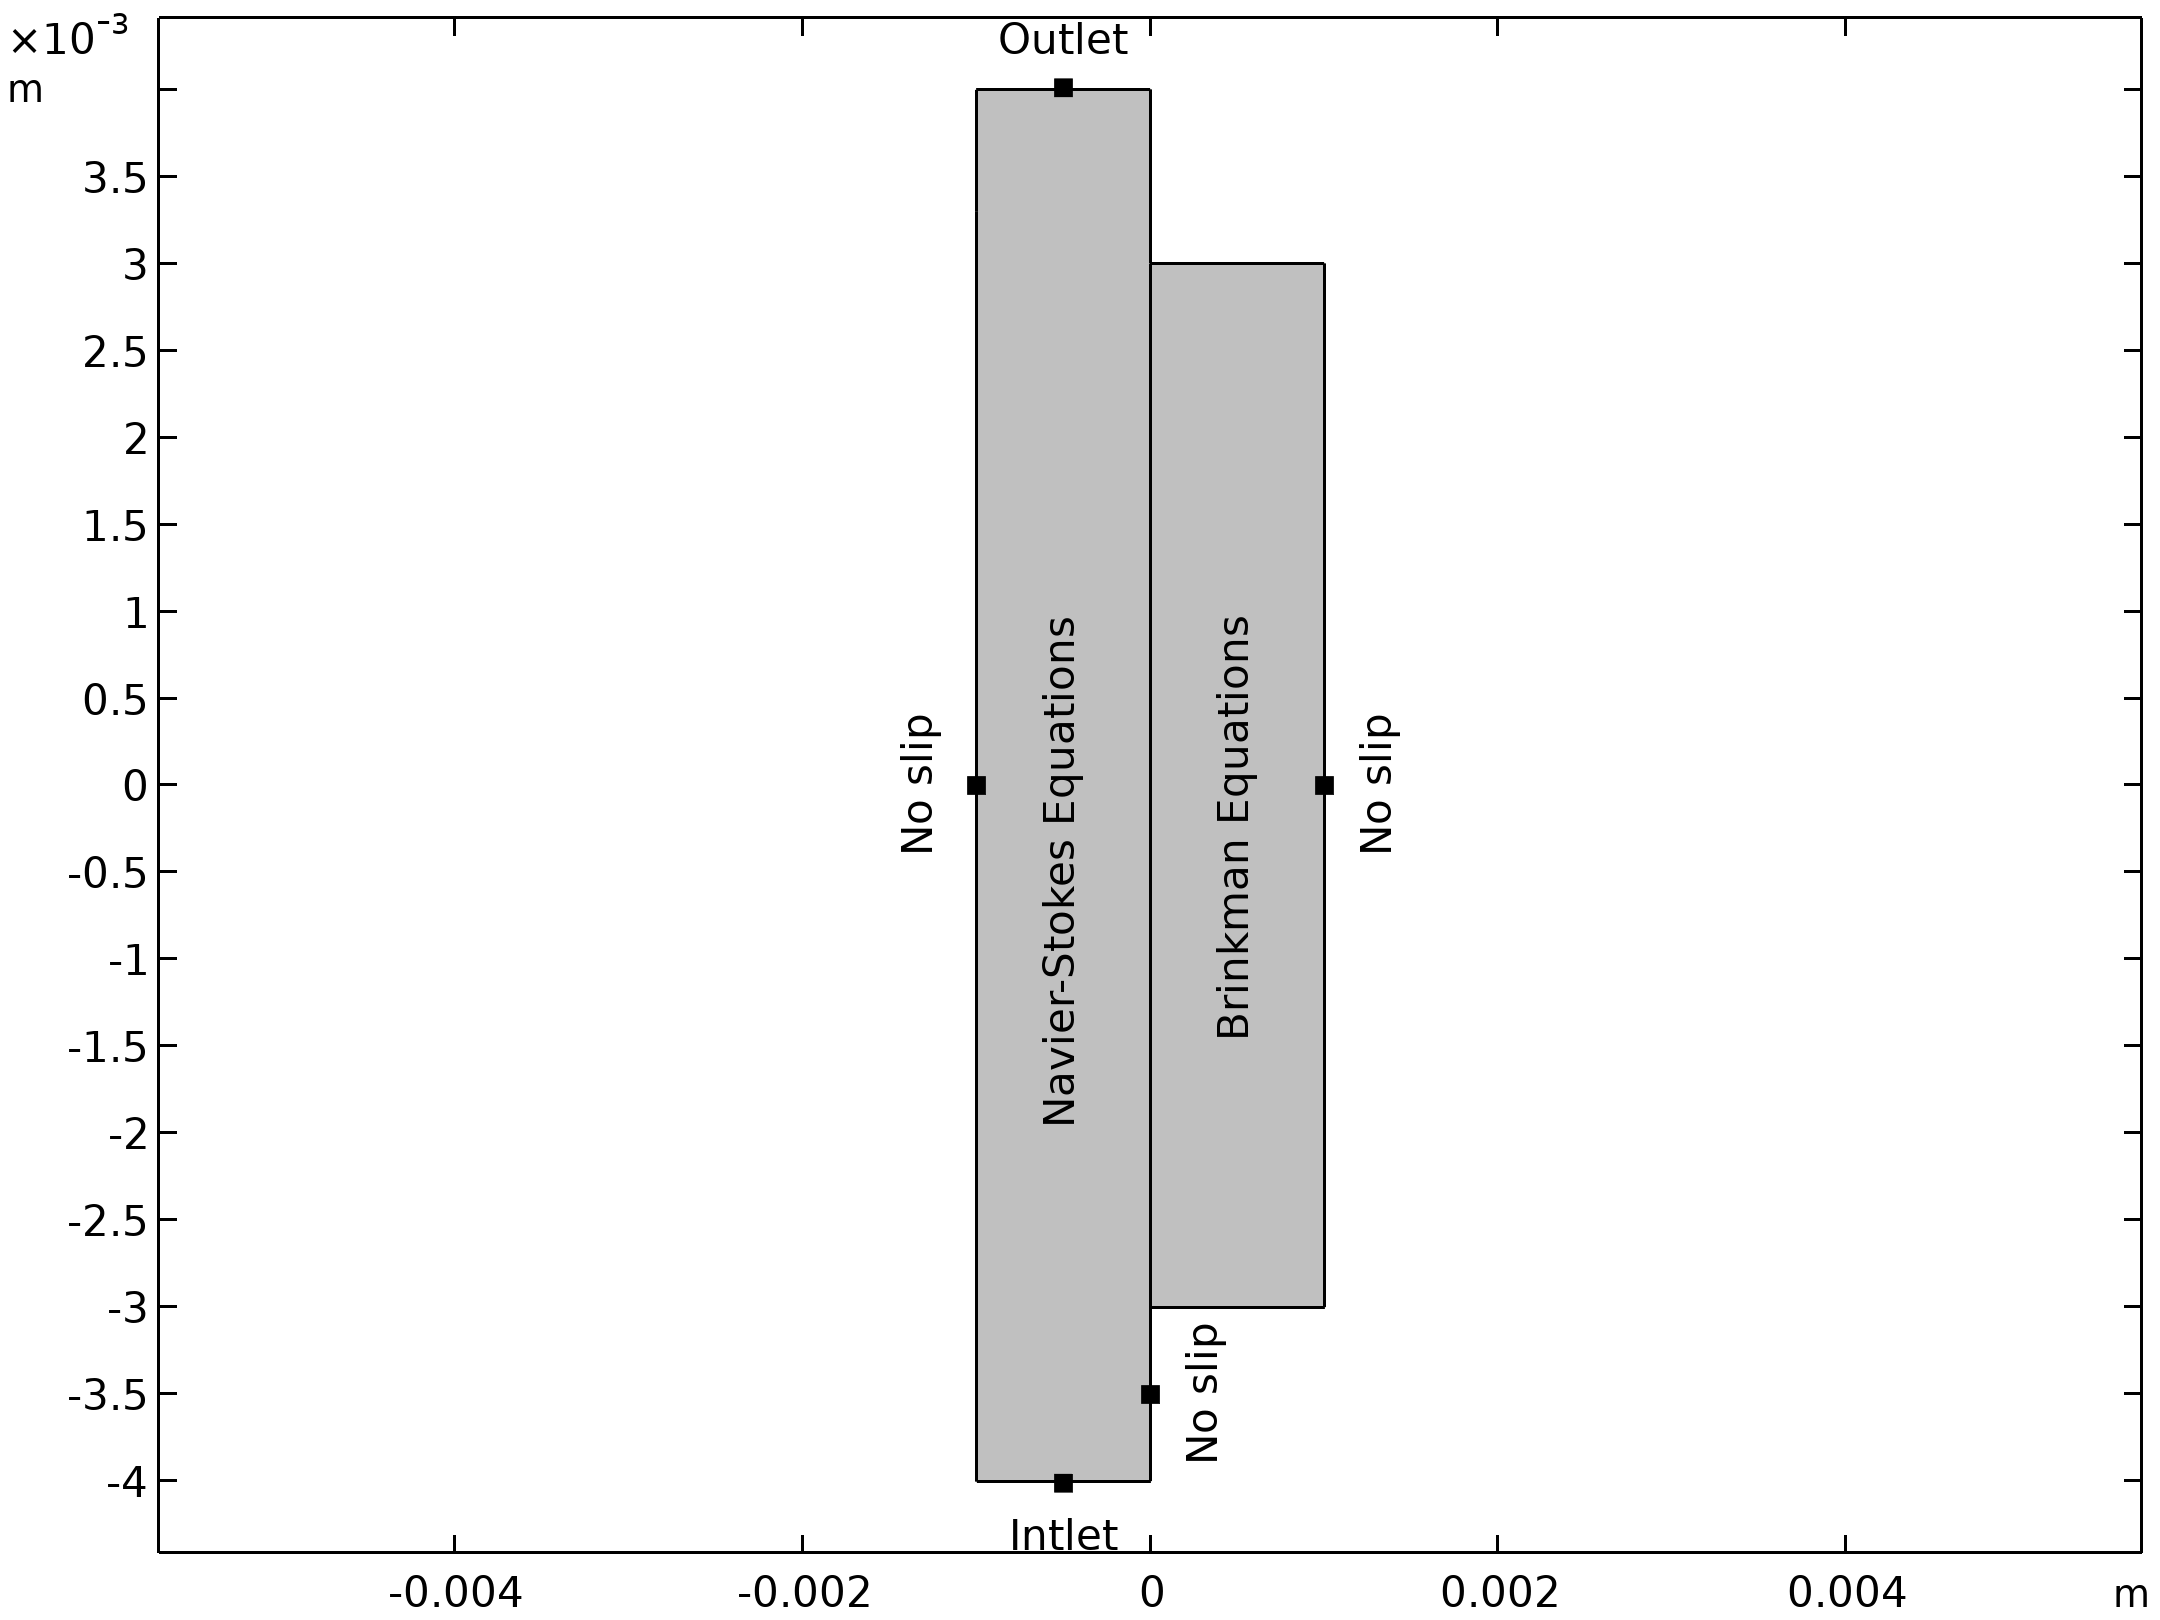 ×10⁻³
m
Outlet
3.5
3
2.5
2
1.5
1
0.5
0
-0.5
-1
-1.5
-2
-2.5
-3
-3.5
-4
No slip
Navier-Stokes Equations
Brinkman Equations
No slip
No slip
Intlet
-0.004
-0.002
0
0.002
0.004
m